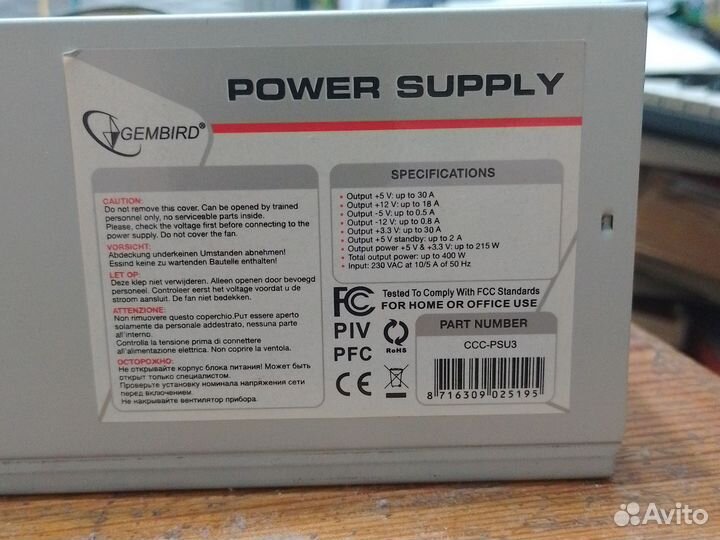 POWER SUPPLY
GEMBIRD®
CAUTION:
Do not remove this cover. Can be opened by trained
personnel only, no serviceable parts inside.
Please, check the voltage first before connecting to the
power supply. Do not cover the fan.
VORSICHT:
Abdeckung underkeinen Umstanden abnehmen!
Essind keine zu wartenden Bauteile enthalten!
LET OP:
Deze klep niet verwijderen. Alleen openen door bevoegd
personeel. Controleer eerst het voltage voordat u de
stroom aansluit. De fan niet bedekken.
ATTENZIONE:
Non rimuovere questo coperchio.Put essere aperto
solamente da personale addestrato, nessuna parte
all'interno.
Controlla la tensione prima di connettere
all'alimentazione elettrica. Non coprire la ventola.
ОСТОРОЖНО:
Не открывайте корпус блока питания! Может быть
открыт только специалистом.
Проверьте установку номинала напряжения сети
перед включением.
Не накрывайте вентилятор прибора.
SPECIFICATIONS
• Output +5 V: up to 30 A
• Output +12 V: up to 18 A
• Output -5 V: up to 0.5 A
• Output -12 V: up to 0.8 A
• Output +3.3 V: up to 30 A
• Output +5 V standby: up to 2 A
• Output power +5 V & +3.3 V: up to 215 W
• Total output power: up to 400 W
• Input: 230 VAC at 10/5 A of 50 Hz
FC Tested To Comply With FCC Standards
FOR HOME OR OFFICE USE
PIV
PFC
RoHS
CE
PART NUMBER
CCC-PSU3
8 716309 025195
Avito